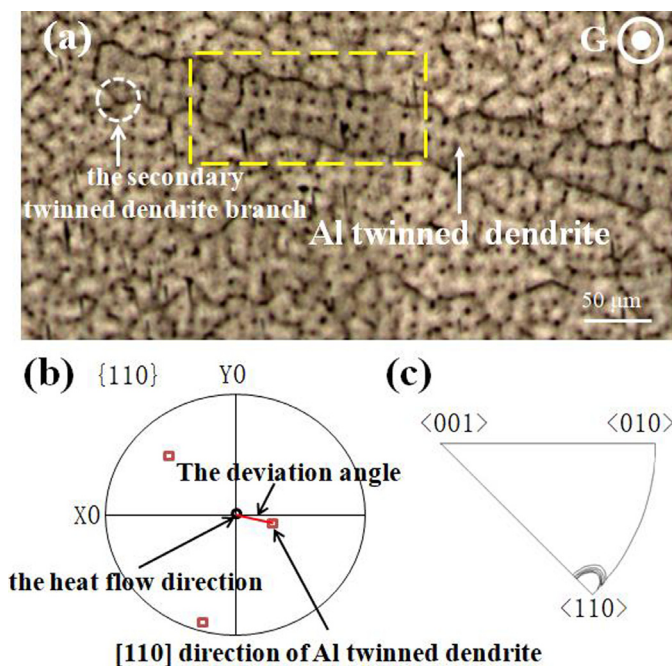 (a)
G
the secondary
twinned dendrite branch
Al twinned dendrite
50 μm
(b)
{110}
Y0
X0
The deviation angle
the heat flow direction
[110] direction of Al twinned dendrite
(c)
<001>
<010>
<110>